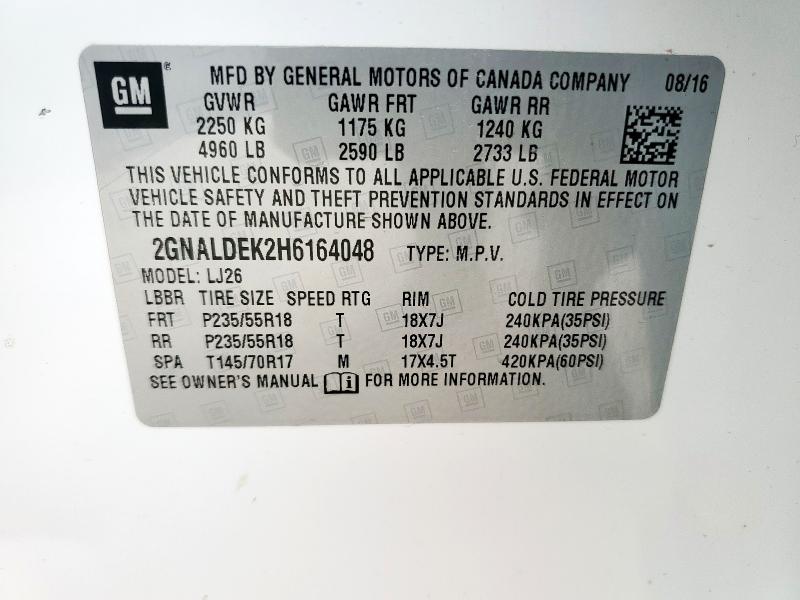 GM ® MFD BY GENERAL MOTORS OF CANADA COMPANY 08/16
GVWR GAWR FRT GAWR RR
2250 KG 1175 KG 1240 KG
4960 LB 2590 LB 2733 LB
THIS VEHICLE CONFORMS TO ALL APPLICABLE U.S. FEDERAL MOTOR
VEHICLE SAFETY AND THEFT PREVENTION STANDARDS IN EFFECT ON
THE DATE OF MANUFACTURE SHOWN ABOVE.
2GNALDEK2H6164048 TYPE: M.P.V.
MODEL: LJ26
LBBR TIRE SIZE SPEED RTG RIM COLD TIRE PRESSURE
FRT P235/55R18 T 18X7J 240KPA(35PSI)
RR P235/55R18 T 18X7J 240KPA(35PSI)
SPA T145/70R17 M 17X4.5T 420KPA(60PSI)
SEE OWNER'S MANUAL FOR MORE INFORMATION.